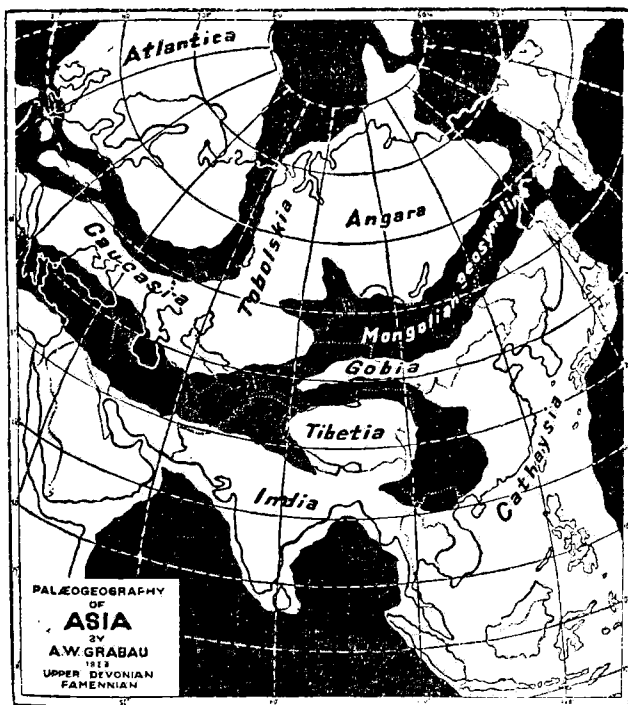 Atlantica
Angara
Tobolskia
Caucasia
Mongolian geosyncline
Gobia
Tibetia
Cathaysia
India
PALÆOGEOGRAPHY
OF
ASIA
BY
A.W. GRABAU
UPPER DEVONIAN
FAMENNIAN